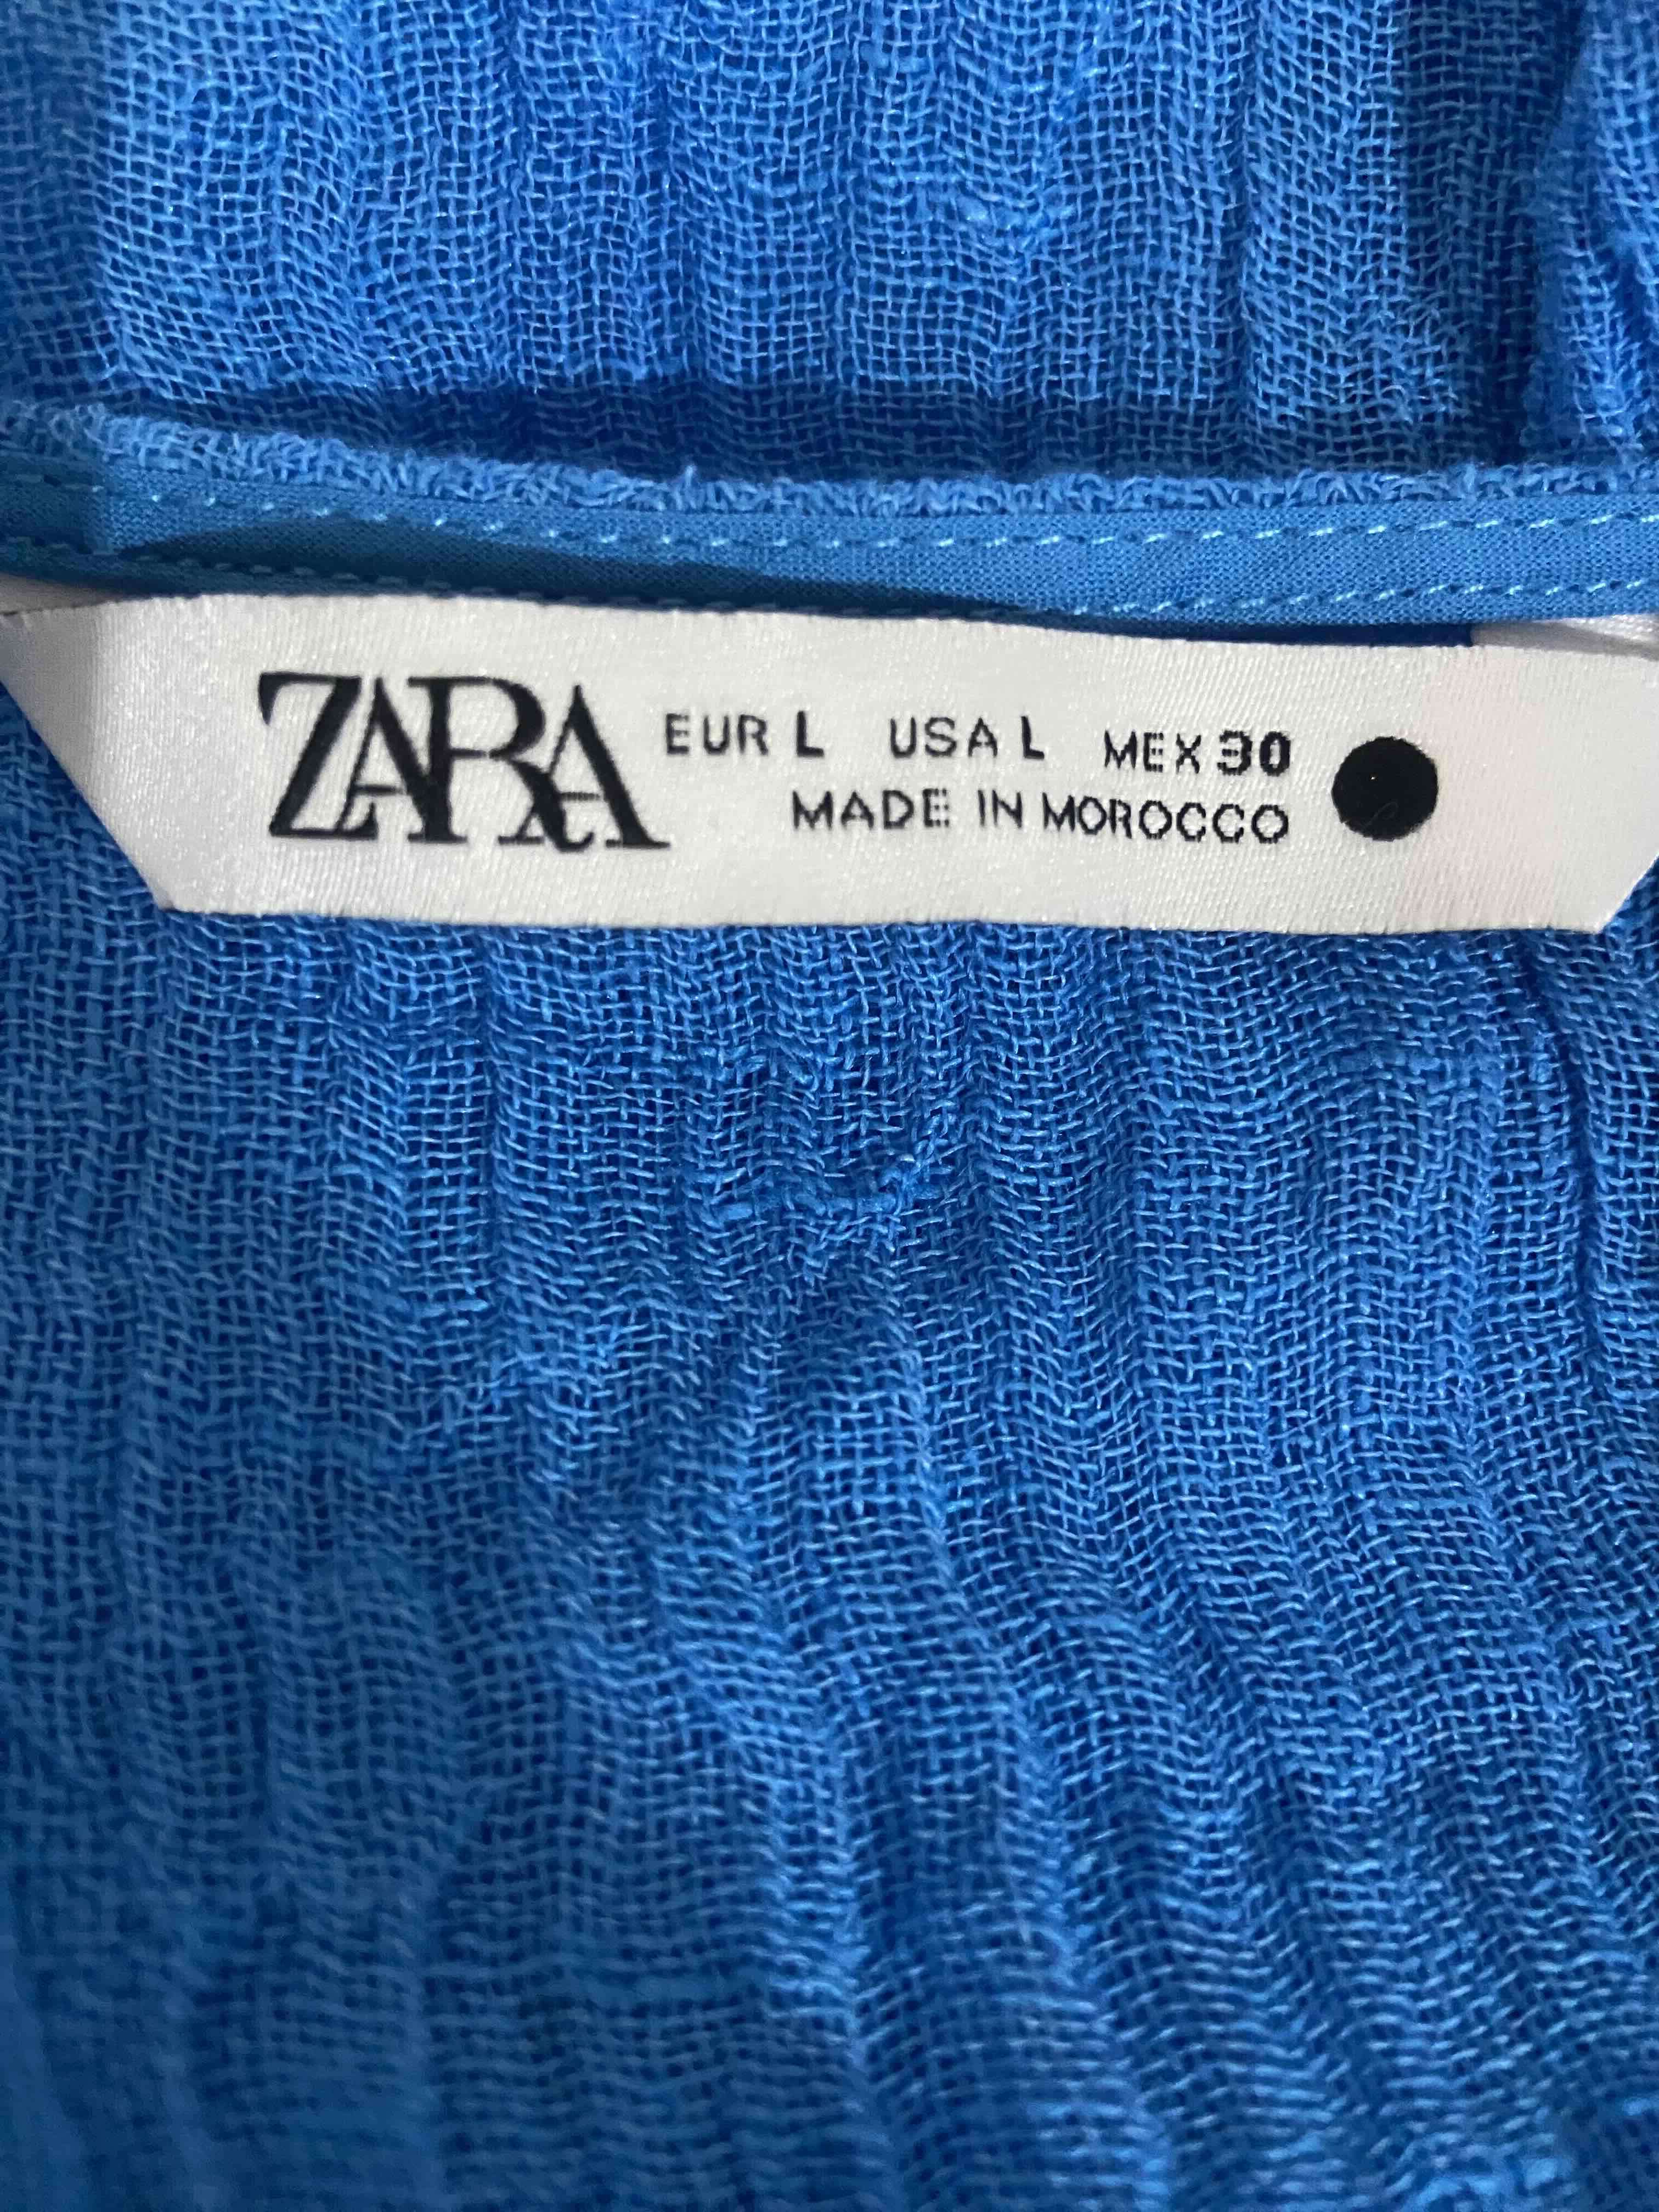 ZARA EUR L USA L MEX 30
MADE IN MOROCCO